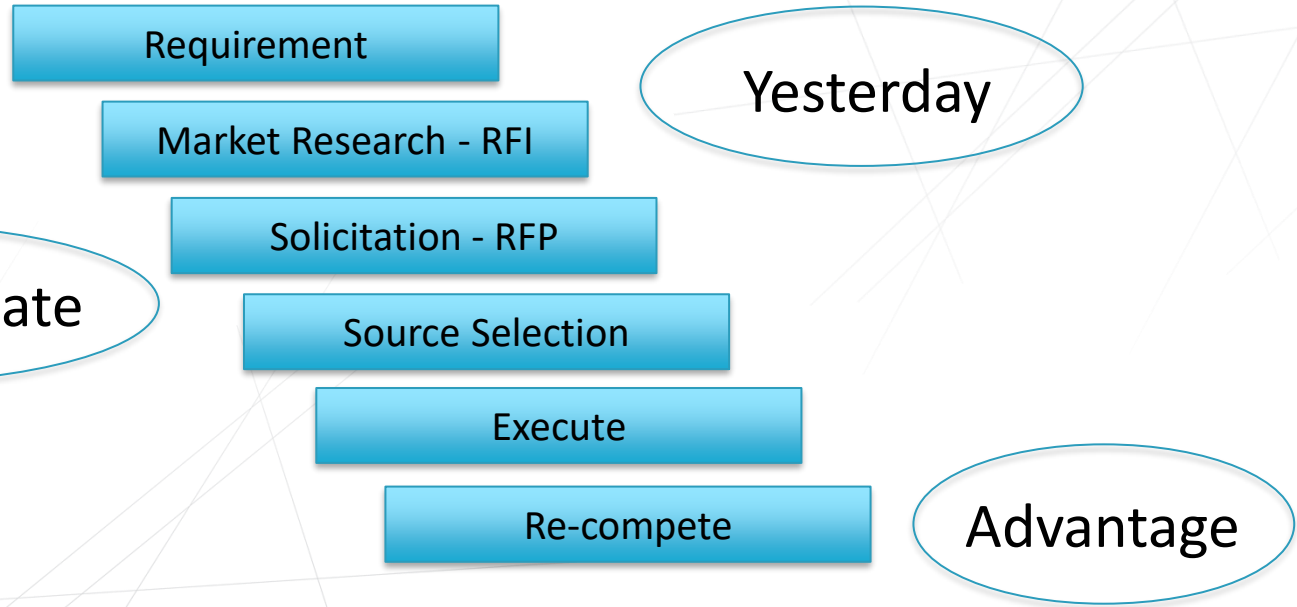 Requirement
Yesterday
Market Research - RFI
Solicitation - RFP
ate
Source Selection
Execute
Re-compete
Advantage